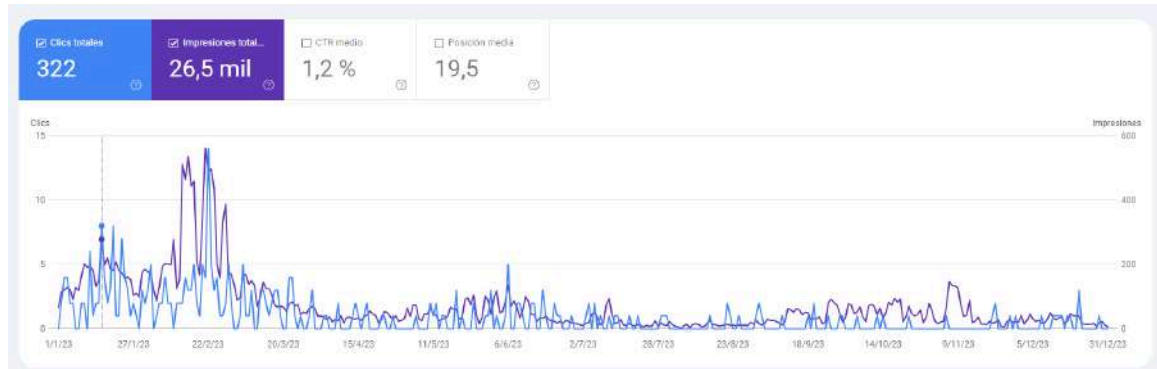 Clics totales
322
Impresiones total...
26,5 mil
CTR medio
1,2 %
Posición media
19,5
Clics
Impresiones
15
600
10
400
5
200
0
0
1/1/23 27/1/23 22/2/23 20/3/23 15/4/23 11/5/23 6/6/23 2/7/23 28/7/23 23/8/23 18/9/23 14/10/23 9/11/23 5/12/23 31/12/23